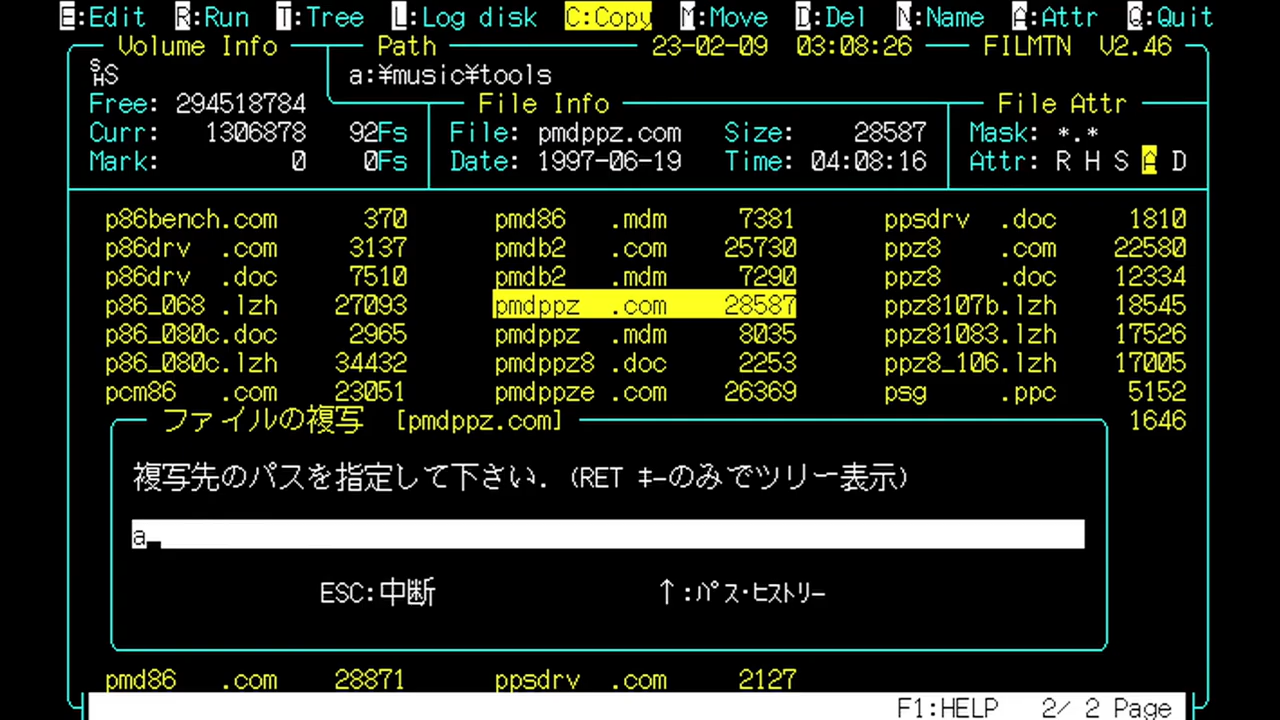 E:Edit R:Run T:Tree L:Log disk C:Copy M:Move D:Del N:Name A:Attr Q:Quit
Volume Info Path 23-02-09 03:08:26 FILMTN V2.46
SHS a:¥music¥tools
Free: 294518784 File Info File Attr
Curr: 1306878 92Fs File: pmdppz.com Size: 28587 Mask: *.*
Mark: 0 0Fs Date: 1997-06-19 Time: 04:08:16 Attr: R H S A D
p86bench.com 370 pmd86 .mdm 7381 ppsdrv .doc 1810
p86drv .com 3137 pmdb2 .com 25730 ppz8 .com 22580
p86drv .doc 7510 pmdb2 .mdm 7290 ppz8 .doc 12334
p86_068 .lzh 27093 pmdppz .com 28587 ppz8107b.lzh 18545
p86_080c.doc 2965 pmdppz .mdm 8035 ppz81083.lzh 17526
p86_080c.lzh 34432 pmdppz8 .doc 2253 ppz8_106.lzh 17005
pcm86 .com 23051 pmdppze .com 26369 psg .ppc 5152
ファイルの複写 [pmdppz.com] 1646
複写先のパスを指定して下さい. (RET ｷｰのみでツリー表示)
a_
ESC:中断 ↑:ﾊﾟｽ･ﾋｽﾄﾘｰ
pmd86 .com 28871 ppsdrv .com 2127
F1:HELP 2/ 2 Page